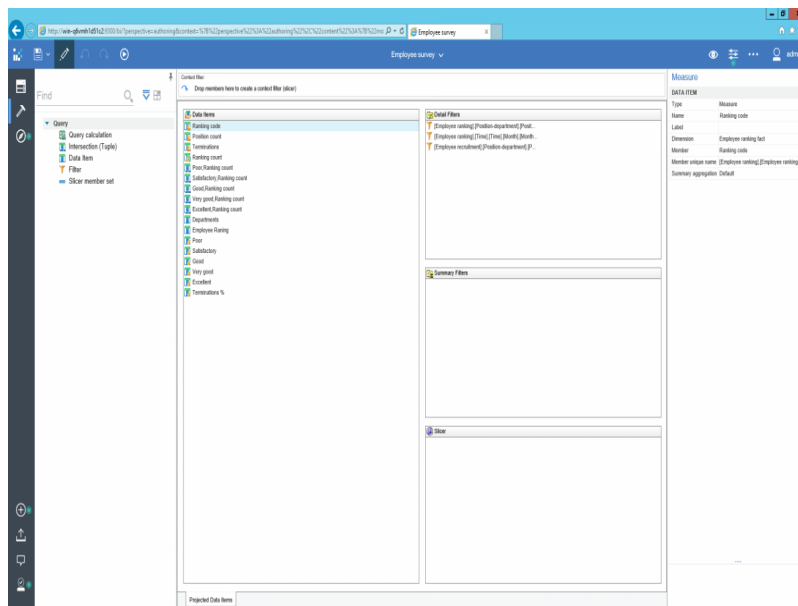 Employee survey
Employee survey
adm
Find
Query
Query calculation
Intersection (Tuple)
Data Item
Filter
Slicer member set
Context filter:
Drop members here to create a context filter (slicer)
Data Items
Ranking code
Position count
Terminations
Ranking count
Poor,Ranking count
Satisfactory,Ranking count
Good,Ranking count
Very good,Ranking count
Excellent,Ranking count
Departments
Employee Raning
Poor
Satisfactory
Good
Very good
Excellent
Terminations %
Detail Filters
[Employee ranking].[Position-department].[Posit...
[Employee ranking].[Time].[Time].[Month].[Month...
[Employee recruitment].[Position-department].[P...
Summary Filters
Slicer
Projected Data Items
Measure
DATA ITEM
Type Measure
Name Ranking code
Label
Dimension Employee ranking fact
Member Ranking code
Member unique name [Employee ranking].[Employee ranking
Summary aggregation Default